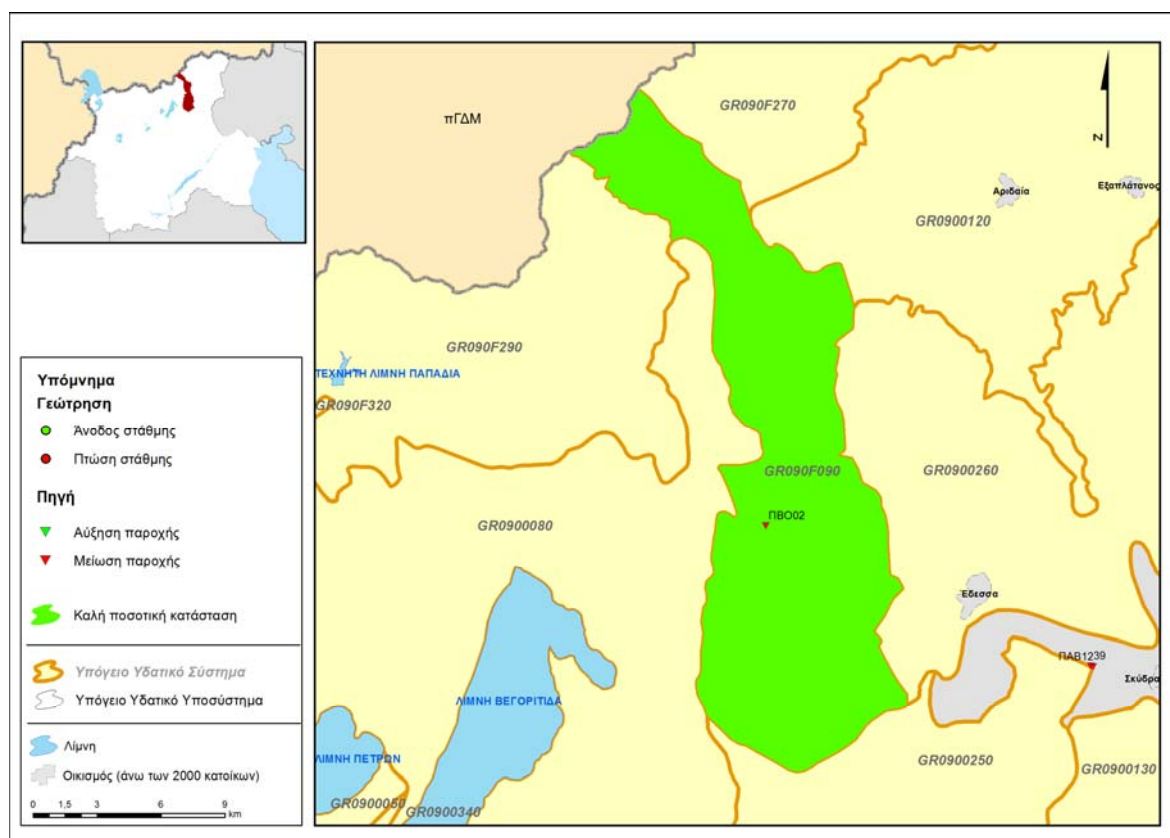 Υπόμνημα
Γεώτρηση
Άνοδος στάθμης
Πτώση στάθμης
Πηγή
Αύξηση παροχής
Μείωση παροχής
Καλή ποσοτική κατάσταση
Υπόγειο Υδατικό Σύστημα
Υπόγειο Υδατικό Υποσύστημα
Λίμνη
Οικισμός (άνω των 2000 κατοίκων)
0 1,5 3 6 9
km
πΓΔΜ
GR090F270
N
Αριδαία
Εξαπλάτανος
GR0900120
GR090F290
ΤΕΧΝΗΤΗ ΛΙΜΝΗ ΠΑΠΑΔΙΑ
GR090F320
GR090F090
GR0900260
GR0900080
ΠΒΟ02
Έδεσσα
ΠΑΒ1239
Σκύδρα
ΛΙΜΝΗ ΒΕΓΟΡΙΤΙΔΑ
ΛΙΜΝΗ ΠΕΤΡΩΝ
GR0900250
GR0900130
GR0900050
GR0900340